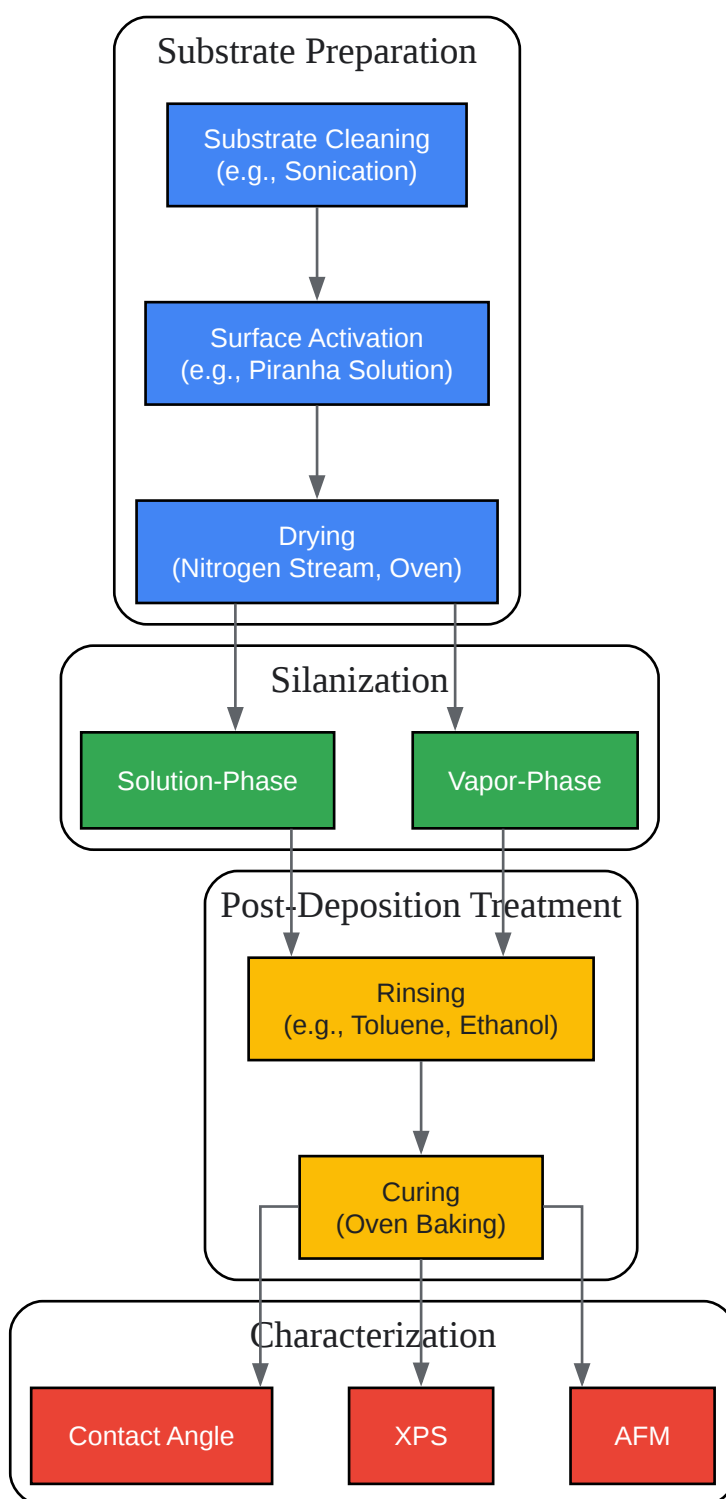 Substrate Preparation
Substrate Cleaning
(e.g., Sonication)
Surface Activation
(e.g., Piranha Solution)
Drying
(Nitrogen Stream, Oven)
Silanization
Solution-Phase
Vapor-Phase
Post-Deposition Treatment
Rinsing
(e.g., Toluene, Ethanol)
Curing
(Oven Baking)
Characterization
Contact Angle
XPS
AFM